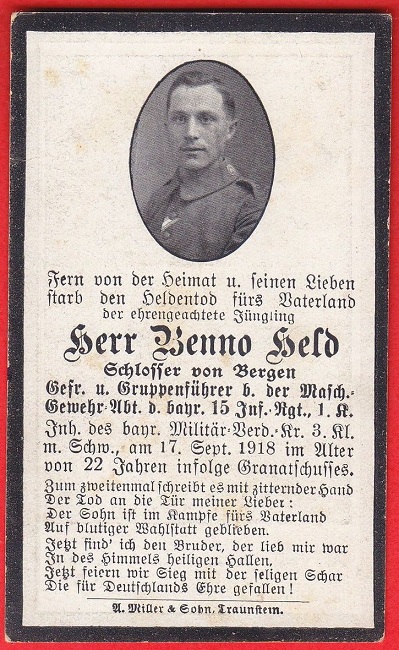 Fern von der Heimat u. seinen Lieben
starb den Heldentod fürs Vaterland
der ehrengeachtete Jüngling
Herr Benno Held
Schlosser von Bergen
Gefr. u. Gruppenführer b. der Masch.-
Gewehr-Abt. d. bayr. 15 Inf.-Rgt., 1. K.
Inh. des bayr. Militär-Verd.-Kr. 3. Kl.
m. Schw., am 17. Sept. 1918 im Alter
von 22 Jahren infolge Granatschusses.
Zum zweitenmal schreibt es mit zitternder Hand
Der Tod an die Tür meiner Lieben:
Der Sohn ist im Kampfe fürs Vaterland
Auf blutiger Wahlstatt geblieben.
Jetzt find' ich den Bruder, der lieb mir war
In des Himmels heiligen Hallen.
Jetzt feiern wir Sieg mit der seligen Schar
Die für Deutschlands Ehre gefallen!
A. Miller & Sohn, Traunstein.